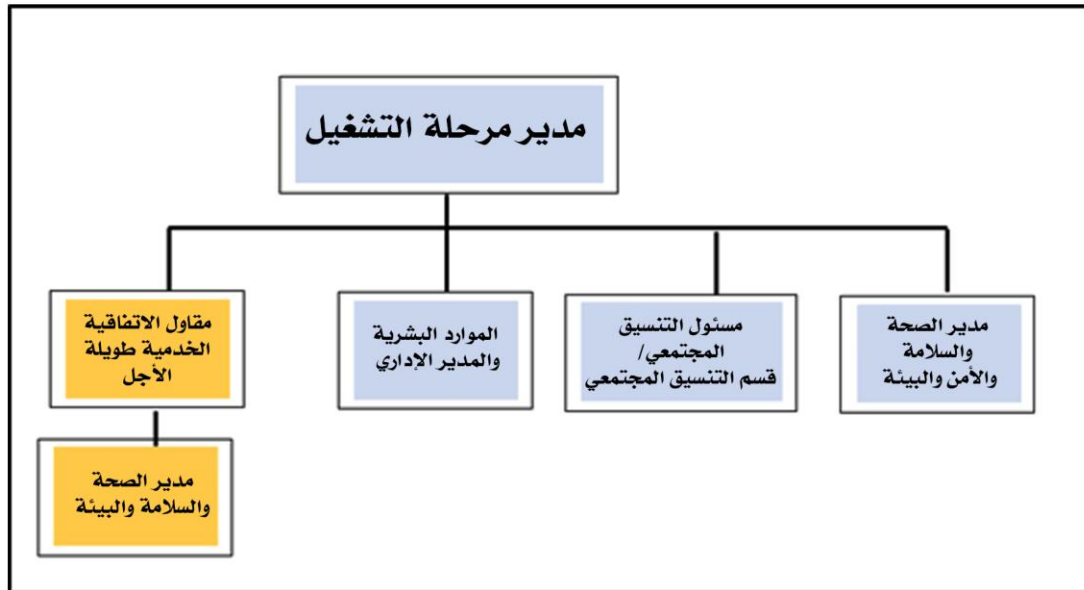 مدير مرحلة التشغيل
مدير الصحة
والسلامة
والأمن والبيئة
مسئول التنسيق
المجتمعي/
قسم التنسيق المجتمعي
الموارد البشرية
والمدير الإداري
مقاول الاتفاقية
الخدمية طويلة
الأجل
مدير الصحة
والسلامة والبيئة